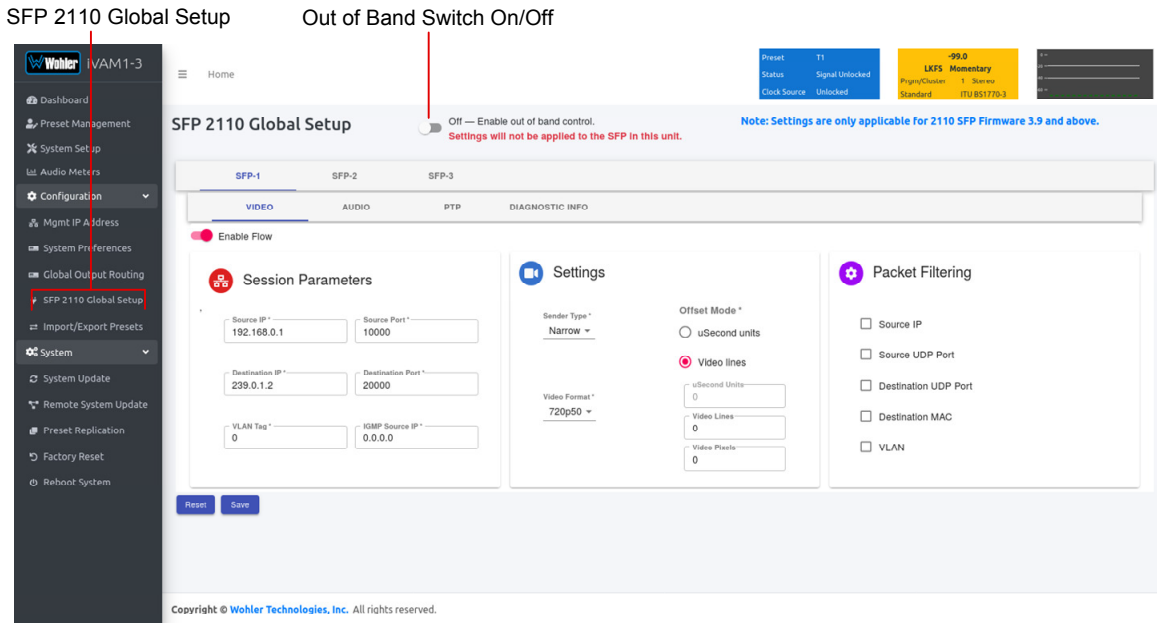 SFP 2110 Global Setup
Out of Band Switch On/Off
Wohler iVAM1-3
Home
Preset T1
Status Signal Unlocked
Clock Source Unlocked
-99.0
LKFS Momentary
Prgm/Cluster 1 Stereo
Standard ITU BS1770-3
Dashboard
Preset Management
System Setup
Audio Meters
Configuration
Mgmt IP Address
System Preferences
Global Output Routing
SFP 2110 Global Setup
Import/Export Presets
System
System Update
Remote System Update
Preset Replication
Factory Reset
Reboot System
SFP 2110 Global Setup
Off — Enable out of band control.
Settings will not be applied to the SFP in this unit.
Note: Settings are only applicable for 2110 SFP Firmware 3.9 and above.
SFP-1 SFP-2 SFP-3
VIDEO AUDIO PTP DIAGNOSTIC INFO
Enable Flow
Session Parameters
Source IP * Source Port *
192.168.0.1 10000
Destination IP * Destination Port *
239.0.1.2 20000
VLAN Tag * IGMP Source IP *
0 0.0.0.0
Settings
Sender Type *
Narrow
Video Format *
720p50
Offset Mode *
uSecond units
Video lines
uSecond Units
0
Video Lines
0
Video Pixels
0
Packet Filtering
Source IP
Source UDP Port
Destination UDP Port
Destination MAC
VLAN
Reset Save
Copyright © Wohler Technologies, Inc. All rights reserved.